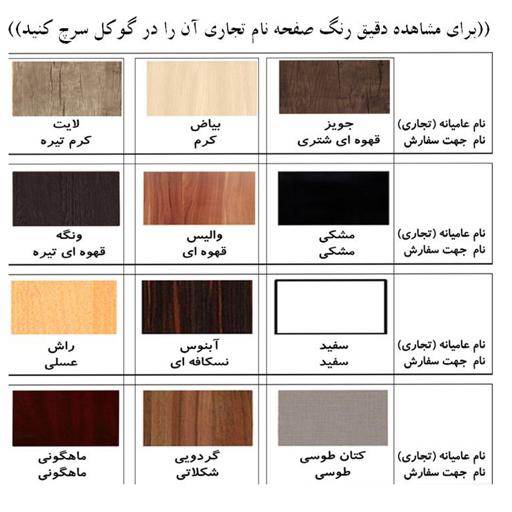 ((برای مشاهده دقیق رنگ صفحه نام تجاری آن را در گوگل سرچ کنید))
نام عامیانه (تجاری) جویز بیاض لایت
نام جهت سفارش قهوه ای شتری کرم کرم تیره
نام عامیانه (تجاری) مشکی والیس ونگه
نام جهت سفارش مشکی قهوه ای قهوه ای تیره
نام عامیانه (تجاری) سفید آبنوس راش
نام جهت سفارش سفید نسکافه ای عسلی
نام عامیانه (تجاری) کتان طوسی گردویی ماهگونی
نام جهت سفارش طوسی شکلاتی ماهگونی